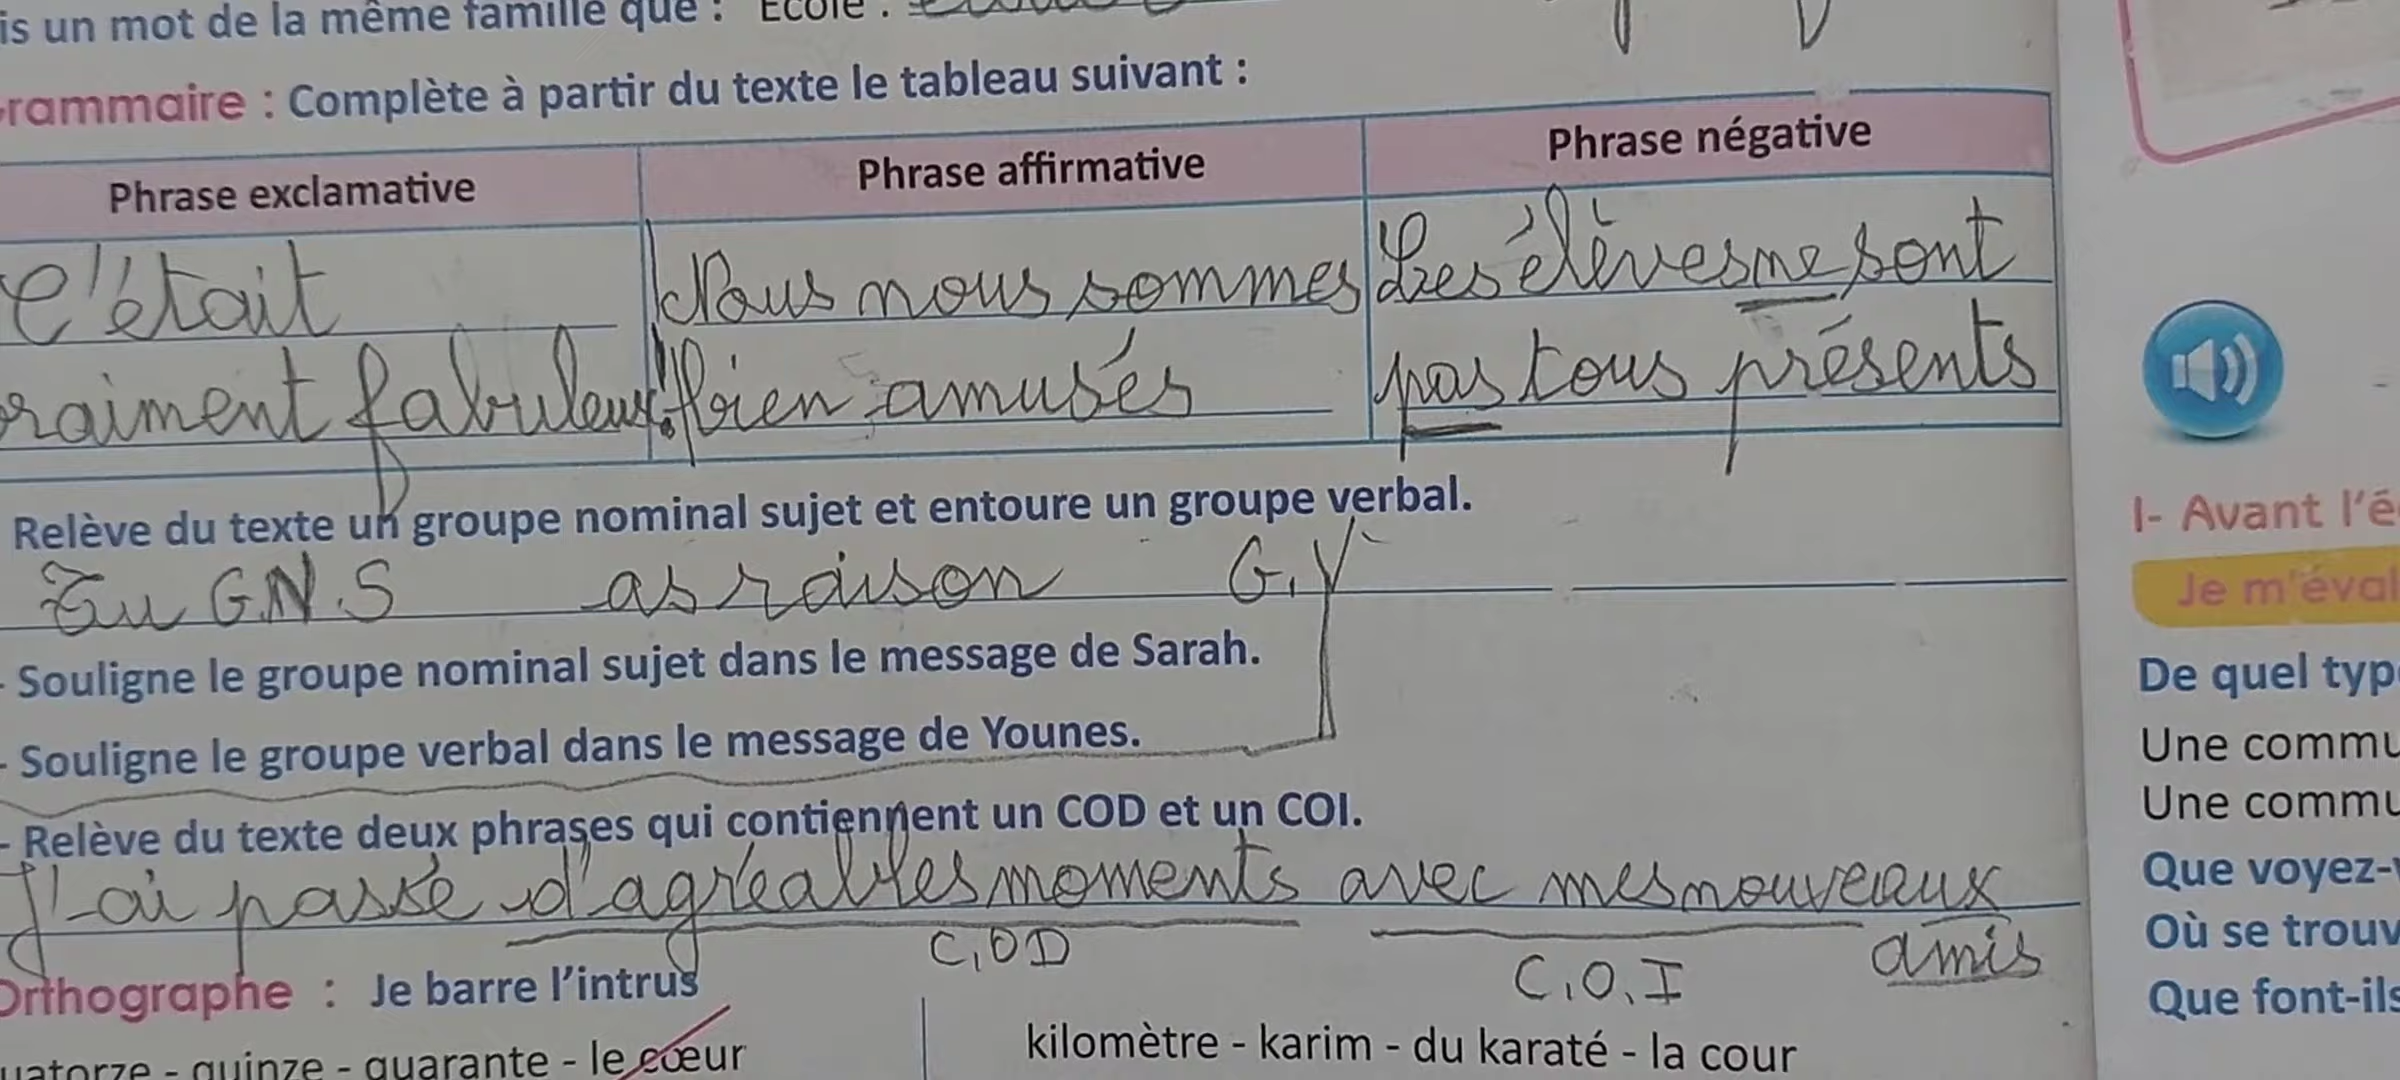 is un mot de la même famille que : Ecole :
rammaire : Complète à partir du texte le tableau suivant :
Phrase exclamative Phrase affirmative Phrase négative
C'était Nous nous sommes Les élèves ne sont
raiment fabuleux! bien amusés pas tous présents
Relève du texte un groupe nominal sujet et entoure un groupe verbal.
Tu G.N.S as raison G.V
- Souligne le groupe nominal sujet dans le message de Sarah.
- Souligne le groupe verbal dans le message de Younes.
- Relève du texte deux phrases qui contiennent un COD et un COI.
J'ai passé d'agréables moments avec mes nouveaux
C.OD C.O.I amis
Orthographe : Je barre l'intrus
uatorze - quinze - quarante - le cœur kilomètre - karim - du karaté - la cour
I- Avant l'é
Je m'éval
De quel typ
Une commu
Une commu
Que voyez-
Où se trouv
Que font-ils